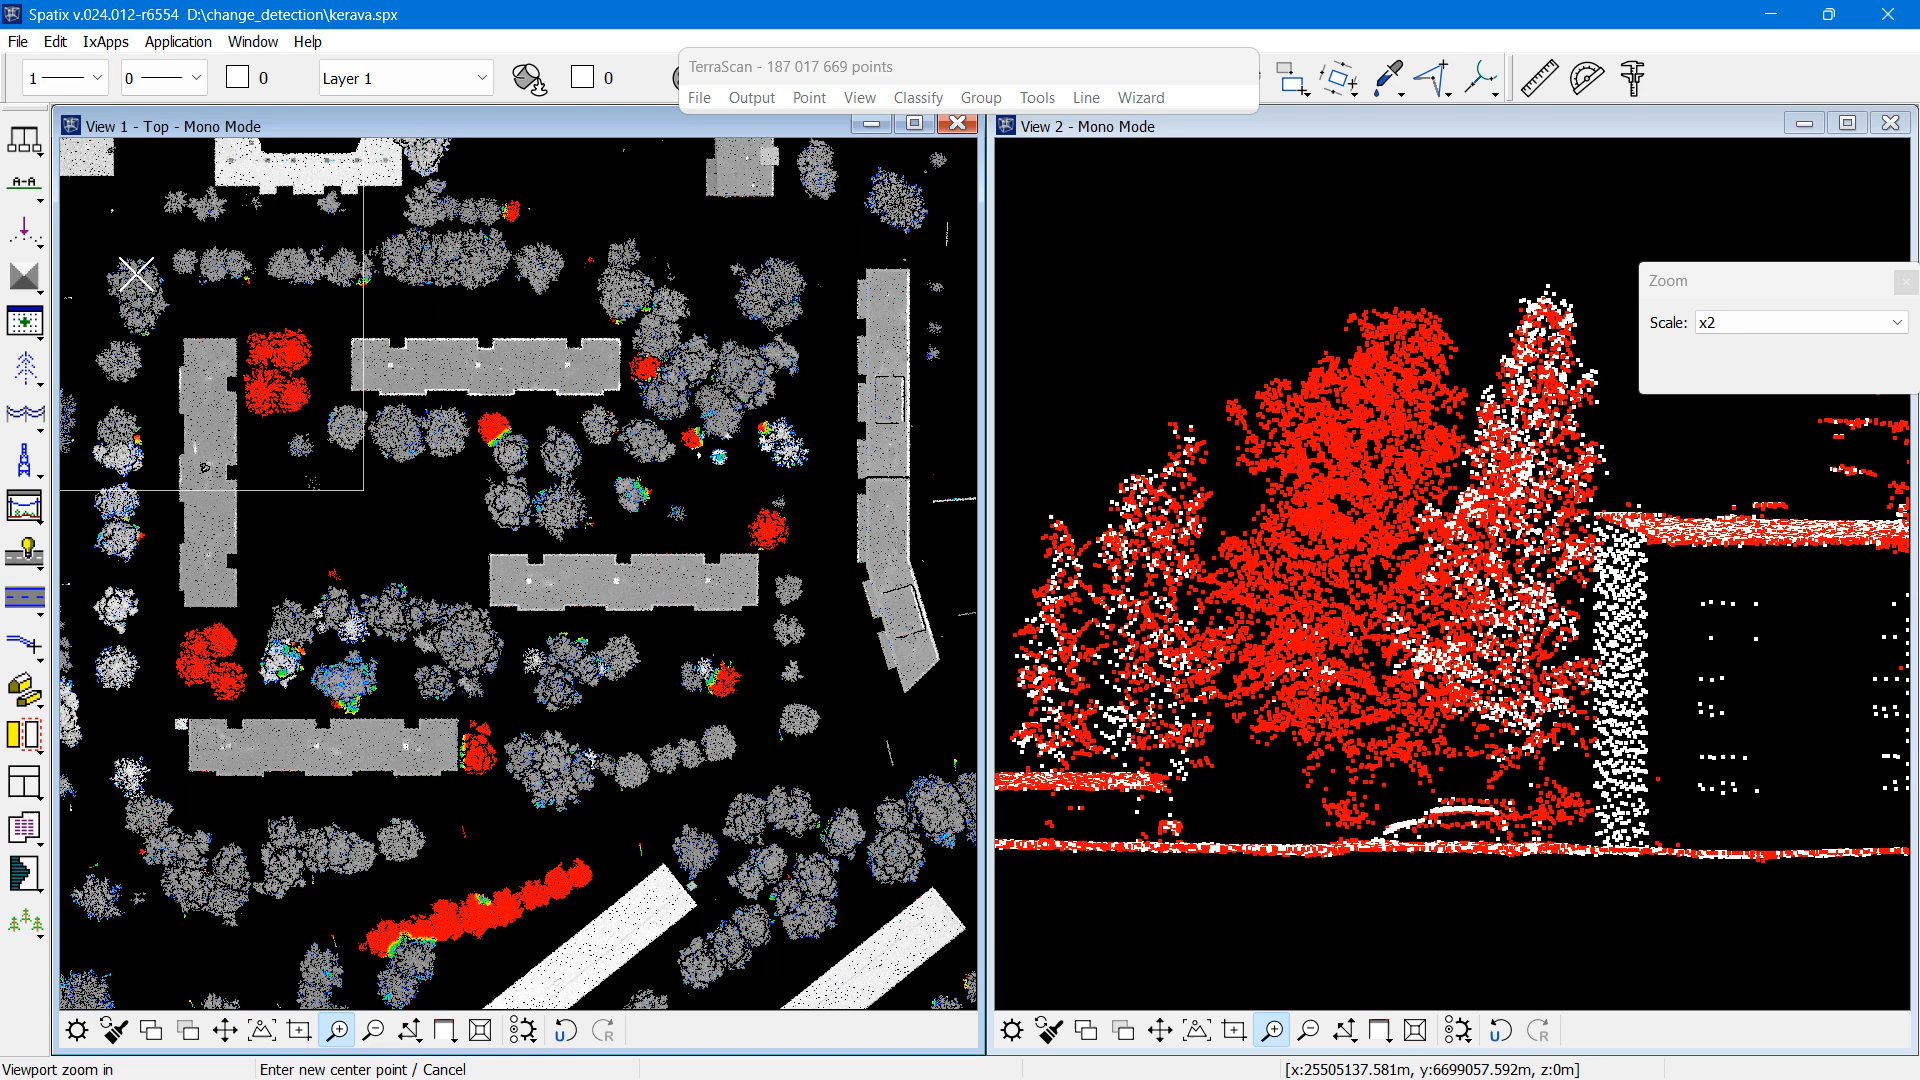 Spatix v.024.012-r6554 D:\change_detection\kerava.spx
File Edit IxApps Application Window Help
1 0 0 Layer 1 0
TerraScan - 187 017 669 points
File Output Point View Classify Group Tools Line Wizard
View 1 - Top - Mono Mode
View 2 - Mono Mode
A-A
Zoom
Scale: x2
U R
U R
Viewport zoom in
Enter new center point / Cancel
[x:25505137.581m, y:6699057.592m, z:0m]